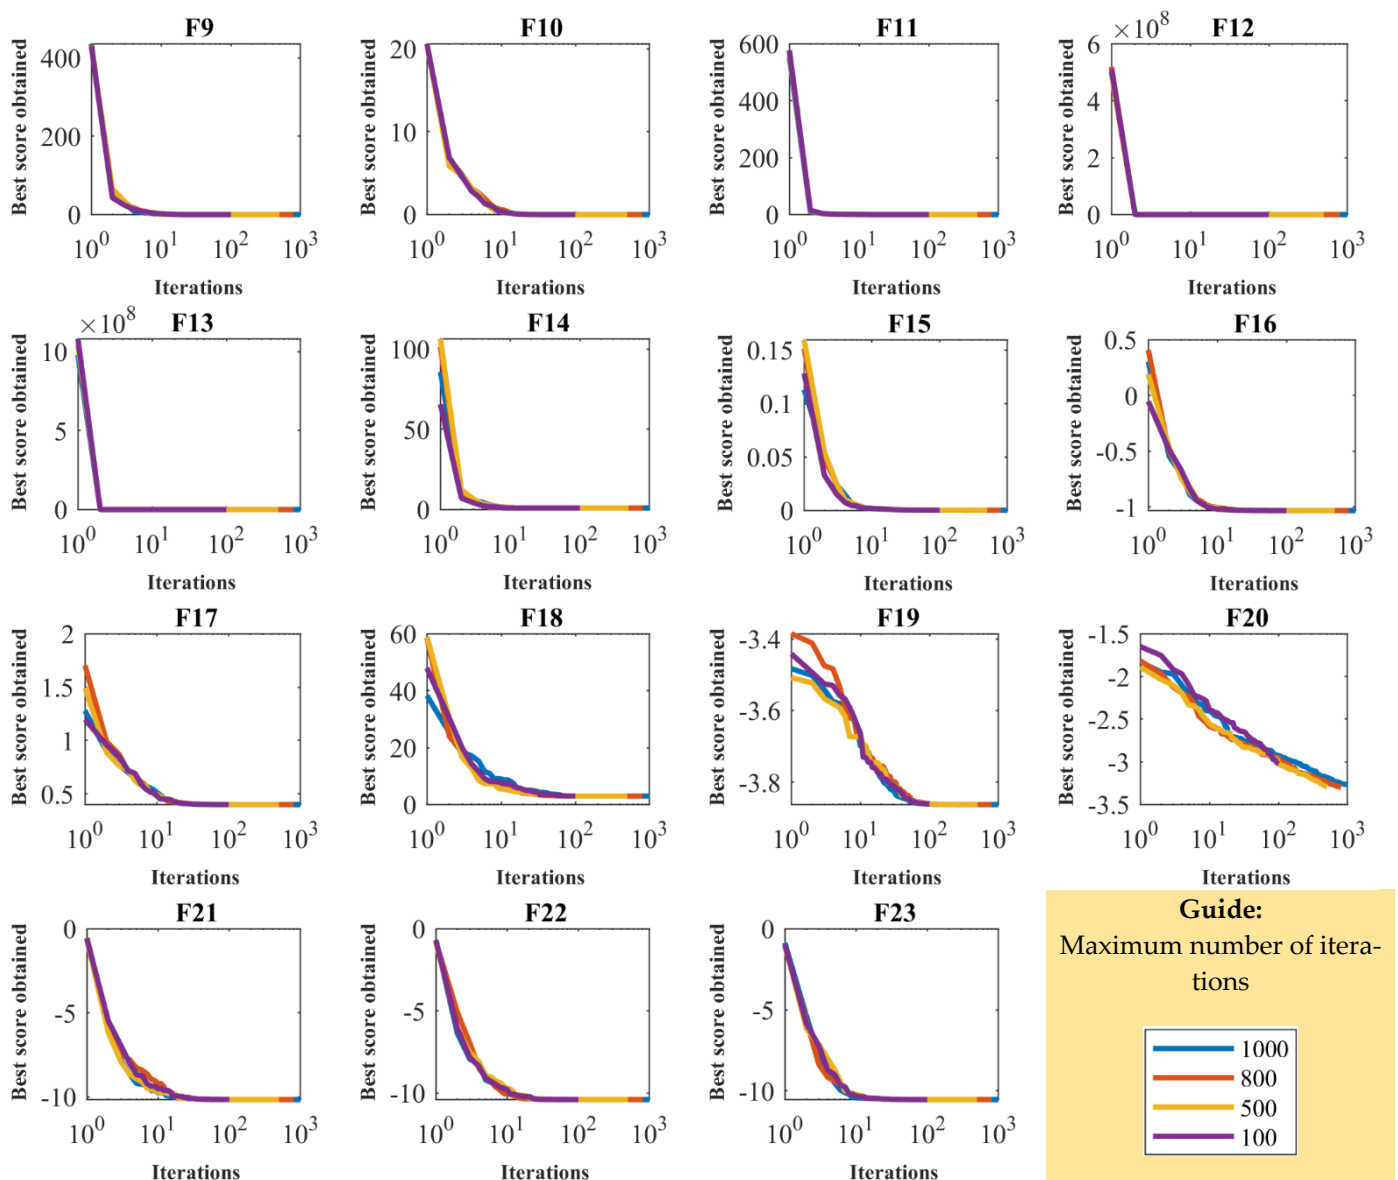 F9
Best score obtained
400
200
0
10^0 10^1 10^2 10^3
Iterations
F10
Best score obtained
20
10
0
10^0 10^1 10^2 10^3
Iterations
F11
Best score obtained
600
400
200
0
10^0 10^1 10^2 10^3
Iterations
×10^8
F12
Best score obtained
6
4
2
0
10^0 10^1 10^2 10^3
Iterations
×10^8
F13
Best score obtained
10
5
0
10^0 10^1 10^2 10^3
Iterations
F14
Best score obtained
100
50
0
10^0 10^1 10^2 10^3
Iterations
F15
Best score obtained
0.15
0.1
0.05
0
10^0 10^1 10^2 10^3
Iterations
F16
Best score obtained
0.5
0
-0.5
-1
10^0 10^1 10^2 10^3
Iterations
F17
Best score obtained
2
1.5
1
0.5
10^0 10^1 10^2 10^3
Iterations
F18
Best score obtained
60
40
20
0
10^0 10^1 10^2 10^3
Iterations
F19
Best score obtained
-3.4
-3.6
-3.8
10^0 10^1 10^2 10^3
Iterations
F20
Best score obtained
-1.5
-2
-2.5
-3
-3.5
10^0 10^1 10^2 10^3
Iterations
F21
Best score obtained
0
-5
-10
10^0 10^1 10^2 10^3
Iterations
F22
Best score obtained
0
-5
-10
10^0 10^1 10^2 10^3
Iterations
F23
Best score obtained
0
-5
-10
10^0 10^1 10^2 10^3
Iterations
Guide:
Maximum number of itera-
tions
1000
800
500
100